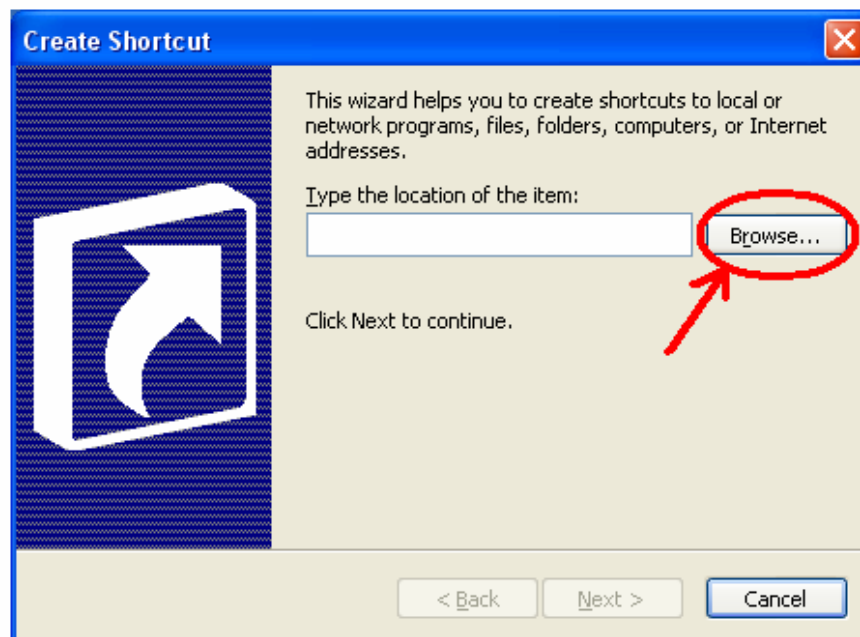 Create Shortcut
This wizard helps you to create shortcuts to local or
network programs, files, folders, computers, or Internet
addresses.
Type the location of the item:
Browse...
Click Next to continue.
< Back
Next >
Cancel